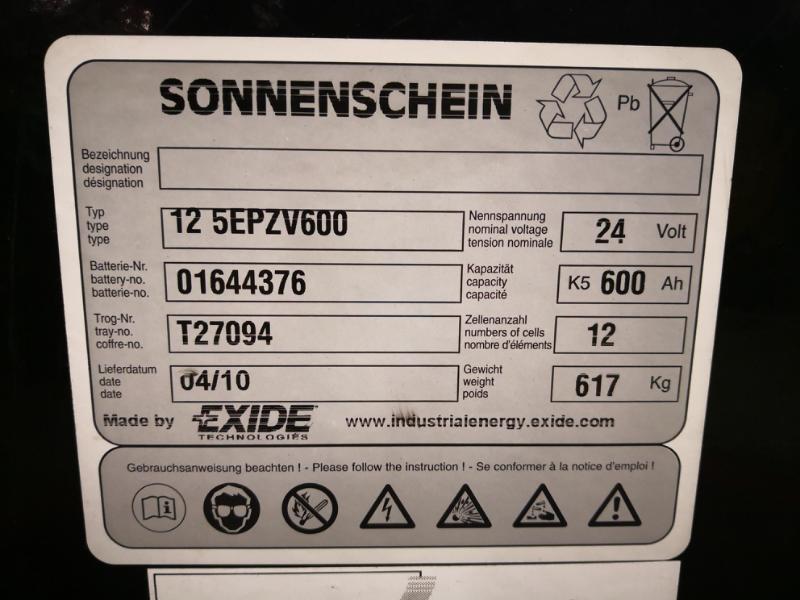 SONNENSCHEIN
Pb
Bezeichnung
designation
désignation
Typ
type
type
12 5EPZV600
Nennspannung
nominal voltage
tension nominale
24 Volt
Batterie-Nr.
battery-no.
batterie-no.
01644376
Kapazität
capacity
capacité
K5 600 Ah
Trog-Nr.
tray-no.
coffre-no.
T27094
Zellenanzahl
numbers of cells
nombre d'éléments
12
Lieferdatum
date
date
04/10
Gewicht
weight
poids
617 Kg
Made by EXIDE
TECHNOLOGIES
www.industrialenergy.exide.com
Gebrauchsanweisung beachten ! - Please follow the instruction ! - Se conformer à la notice d'emploi !